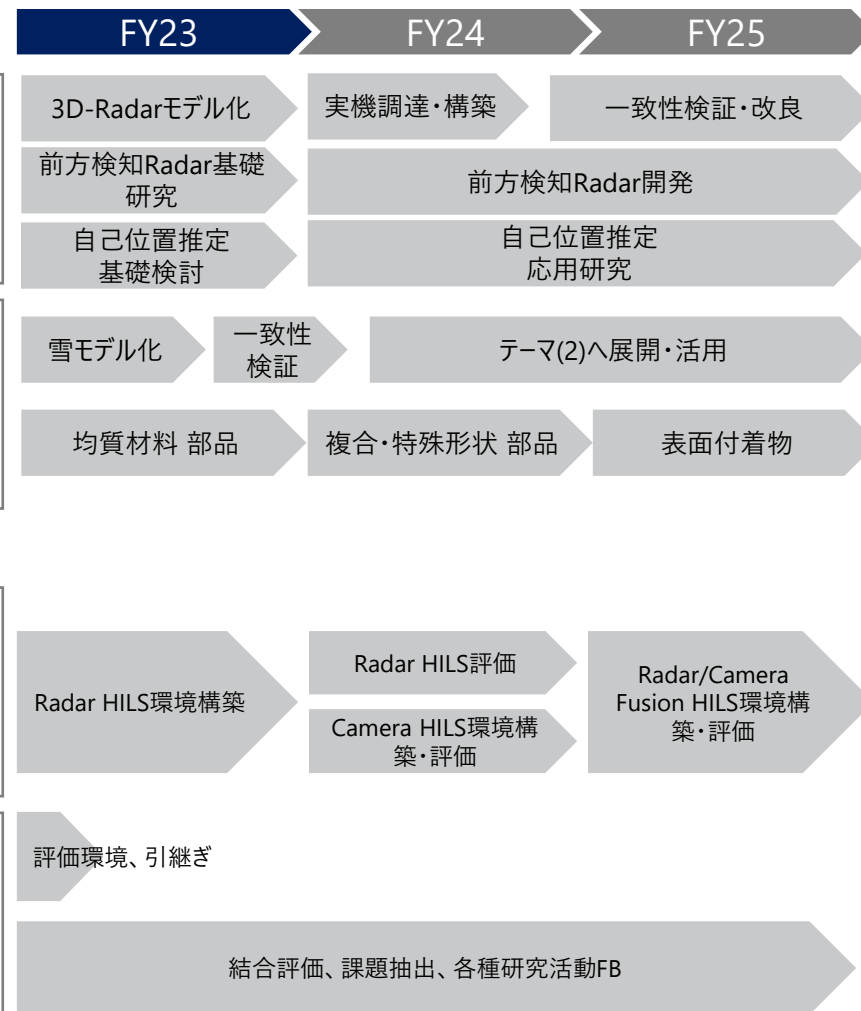 FY23
FY24
FY25
3D-Radarモデル化
実機調達・構築
一致性検証・改良
前方検知Radar基礎
研究
前方検知Radar開発
自己位置推定
基礎検討
自己位置推定
応用研究
雪モデル化
一致性
検証
テーマ(2)へ展開・活用
均質材料 部品
複合・特殊形状 部品
表面付着物
Radar HILS環境構築
Radar HILS評価
Camera HILS環境構
築・評価
Radar/Camera
Fusion HILS環境構
築・評価
評価環境、引継ぎ
結合評価、課題抽出、各種研究活動FB